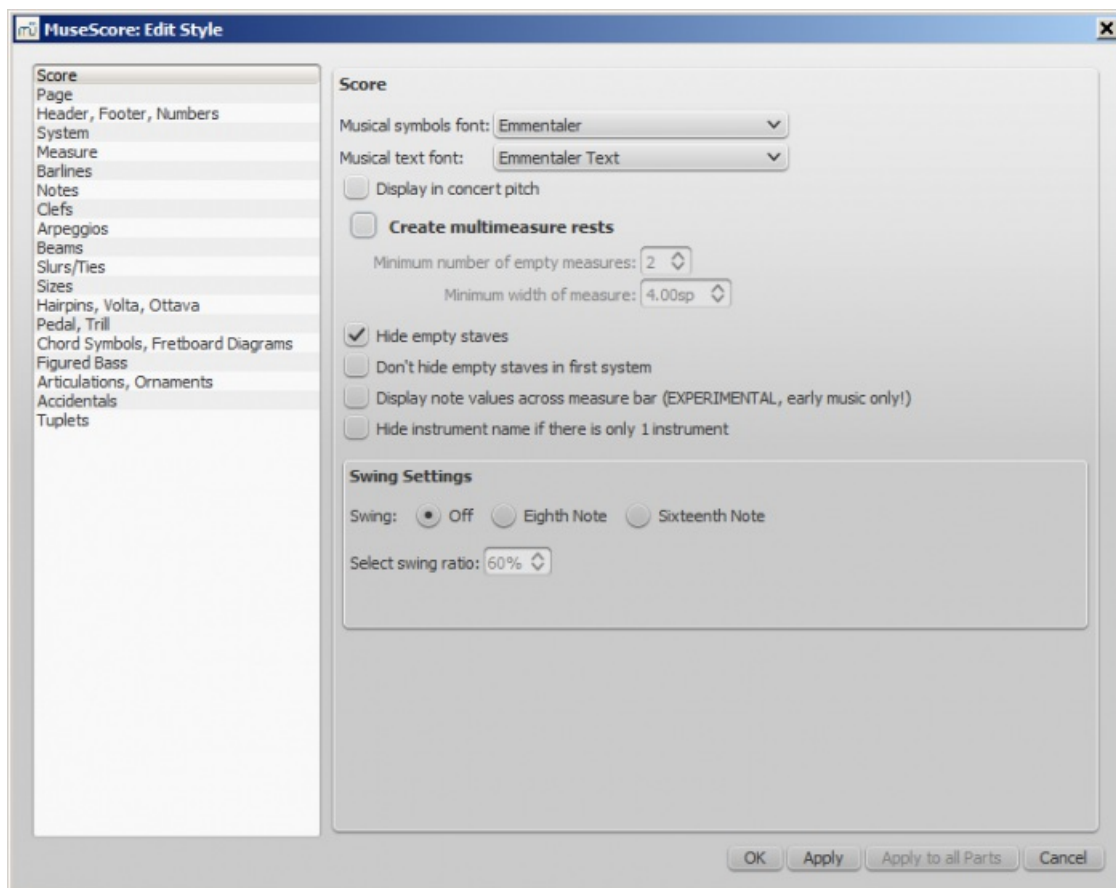 MuseScore: Edit Style
Score
Page
Header, Footer, Numbers
System
Measure
Barlines
Notes
Clefs
Arpeggios
Beams
Slurs/Ties
Sizes
Hairpins, Volta, Ottava
Pedal, Trill
Chord Symbols, Fretboard Diagrams
Figured Bass
Articulations, Ornaments
Accidentals
Tuplets
Score
Musical symbols font: Emmentaler
Musical text font: Emmentaler Text
Display in concert pitch
Create multimeasure rests
Minimum number of empty measures: 2
Minimum width of measure: 4.00sp
Hide empty staves
Don't hide empty staves in first system
Display note values across measure bar (EXPERIMENTAL, early music only!)
Hide instrument name if there is only 1 instrument
Swing Settings
Swing: Off Eighth Note Sixteenth Note
Select swing ratio: 60%
OK Apply Apply to all Parts Cancel